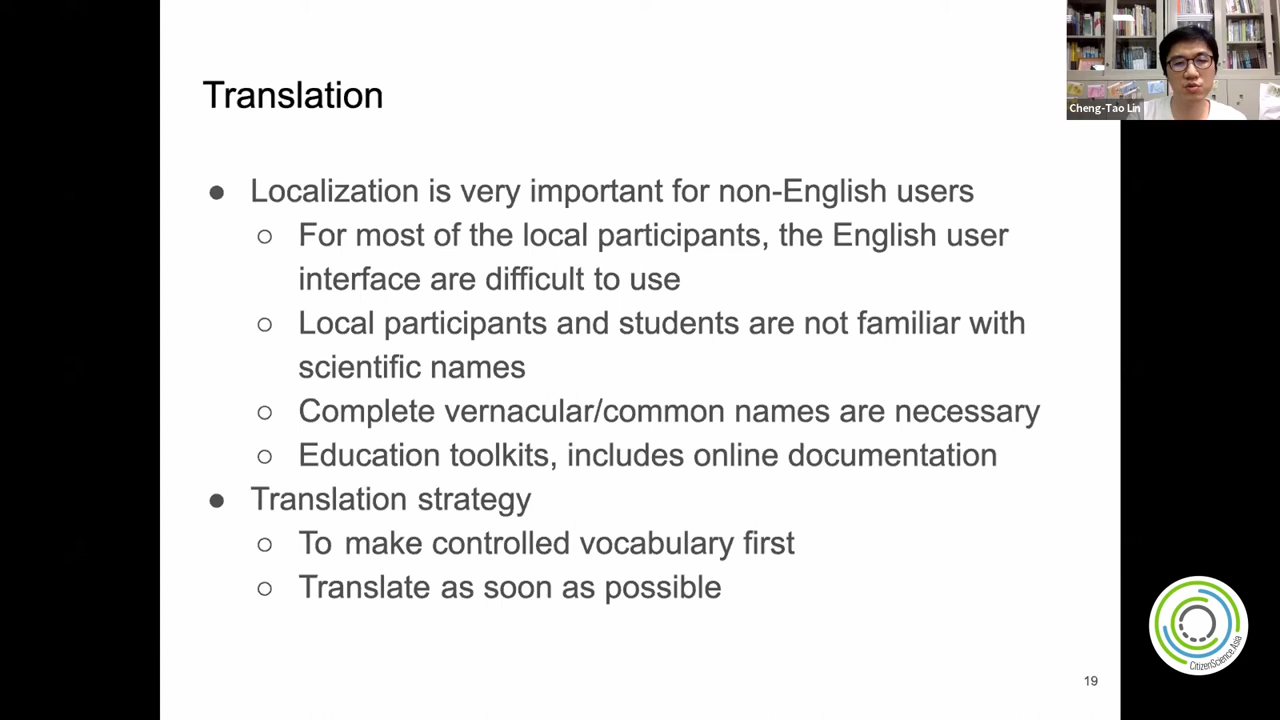 Translation
Cheng-Tao Lin
● Localization is very important for non-English users
○ For most of the local participants, the English user
interface are difficult to use
○ Local participants and students are not familiar with
scientific names
○ Complete vernacular/common names are necessary
○ Education toolkits, includes online documentation
● Translation strategy
○ To make controlled vocabulary first
○ Translate as soon as possible
CitizenScience.Asia
19